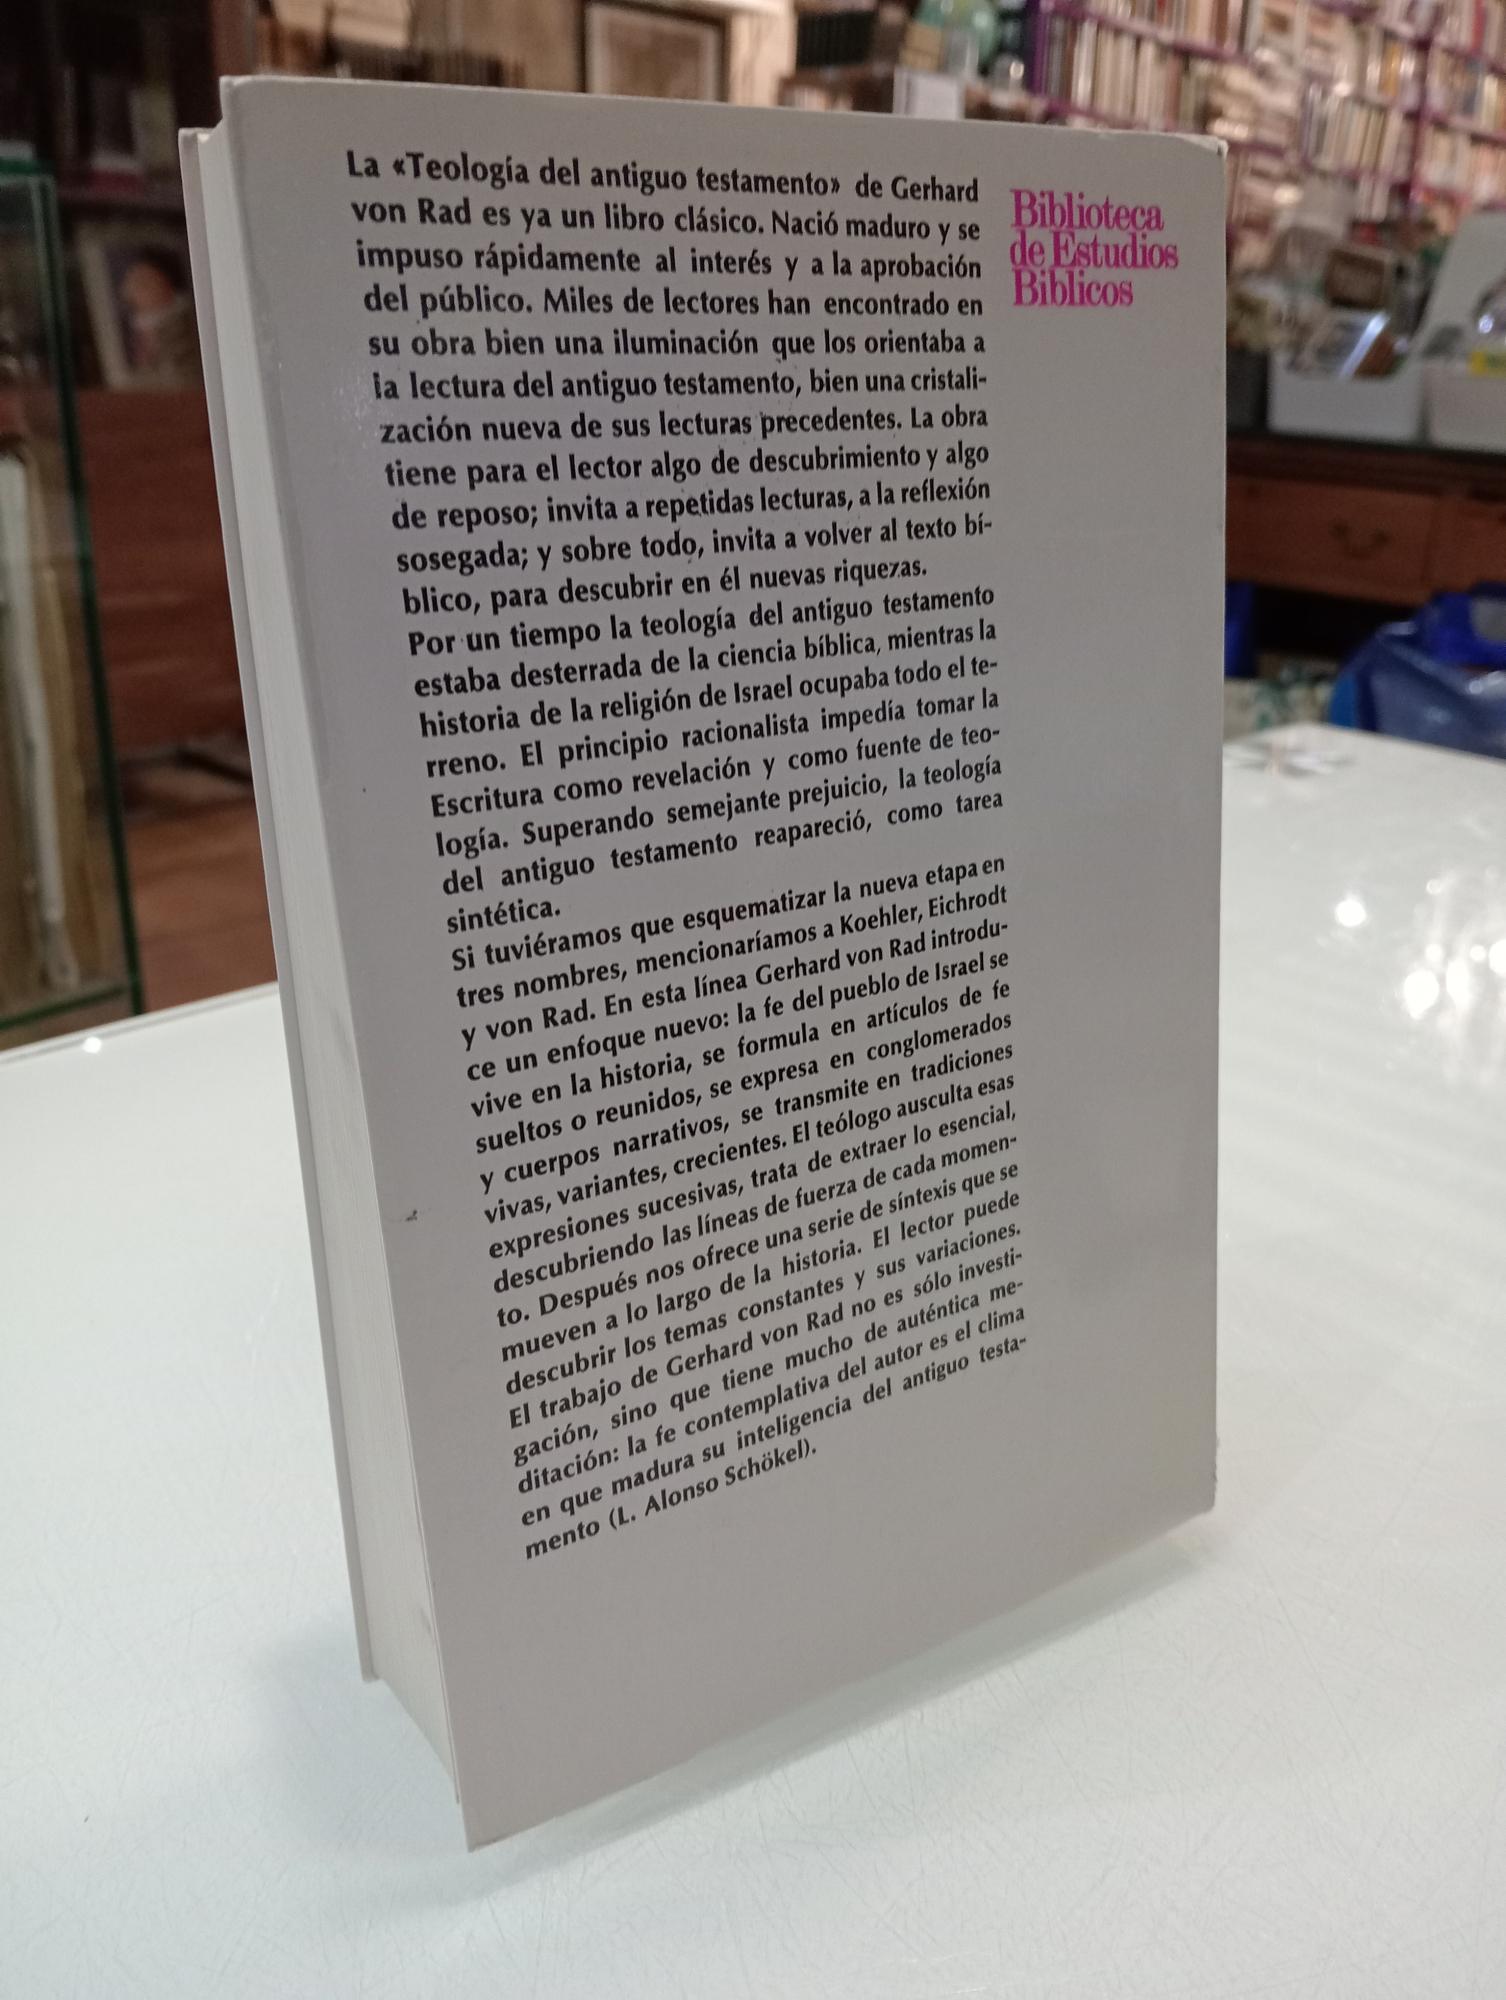 La «Teología del antiguo testamento» de Gerhard
von Rad es ya un libro clásico. Nació maduro y se
impuso rápidamente al interés y a la aprobación
del público. Miles de lectores han encontrado en
su obra bien una iluminación que los orientaba a
la lectura del antiguo testamento, bien una cristali-
zación nueva de sus lecturas precedentes. La obra
tiene para el lector algo de descubrimiento y algo
de reposo; invita a repetidas lecturas, a la reflexión
sosegada; y sobre todo, invita a volver al texto bí-
blico, para descubrir en él nuevas riquezas.
Por un tiempo la teología del antiguo testamento
estaba desterrada de la ciencia bíblica, mientras la
historia de la religión de Israel ocupaba todo el te-
rreno. El principio racionalista impedía tomar la
Escritura como revelación y como fuente de teo-
logía. Superando semejante prejuicio, la teología
del antiguo testamento reapareció, como tarea
sintética.
Si tuviéramos que esquematizar la nueva etapa en
tres nombres, mencionaríamos a Koehler, Eichrodt
y von Rad. En esta línea Gerhard von Rad introdu-
ce un enfoque nuevo: la fe del pueblo de Israel se
vive en la historia, se formula en artículos de fe
sueltos o reunidos, se expresa en conglomerados
y cuerpos narrativos, se transmite en tradiciones
vivas, variantes, crecientes. El teólogo ausculta esas
expresiones sucesivas, trata de extraer lo esencial,
descubriendo las líneas de fuerza de cada momen-
to. Después nos ofrece una serie de síntexis que se
mueven a lo largo de la historia. El lector puede
descubrir los temas constantes y sus variaciones.
El trabajo de Gerhard von Rad no es sólo investi-
gación, sino que tiene mucho de auténtica me-
ditación: la fe contemplativa del autor es el clima
en que madura su inteligencia del antiguo testa-
mento (L. Alonso Schökel).
Biblioteca
de Estudios
Bíblicos